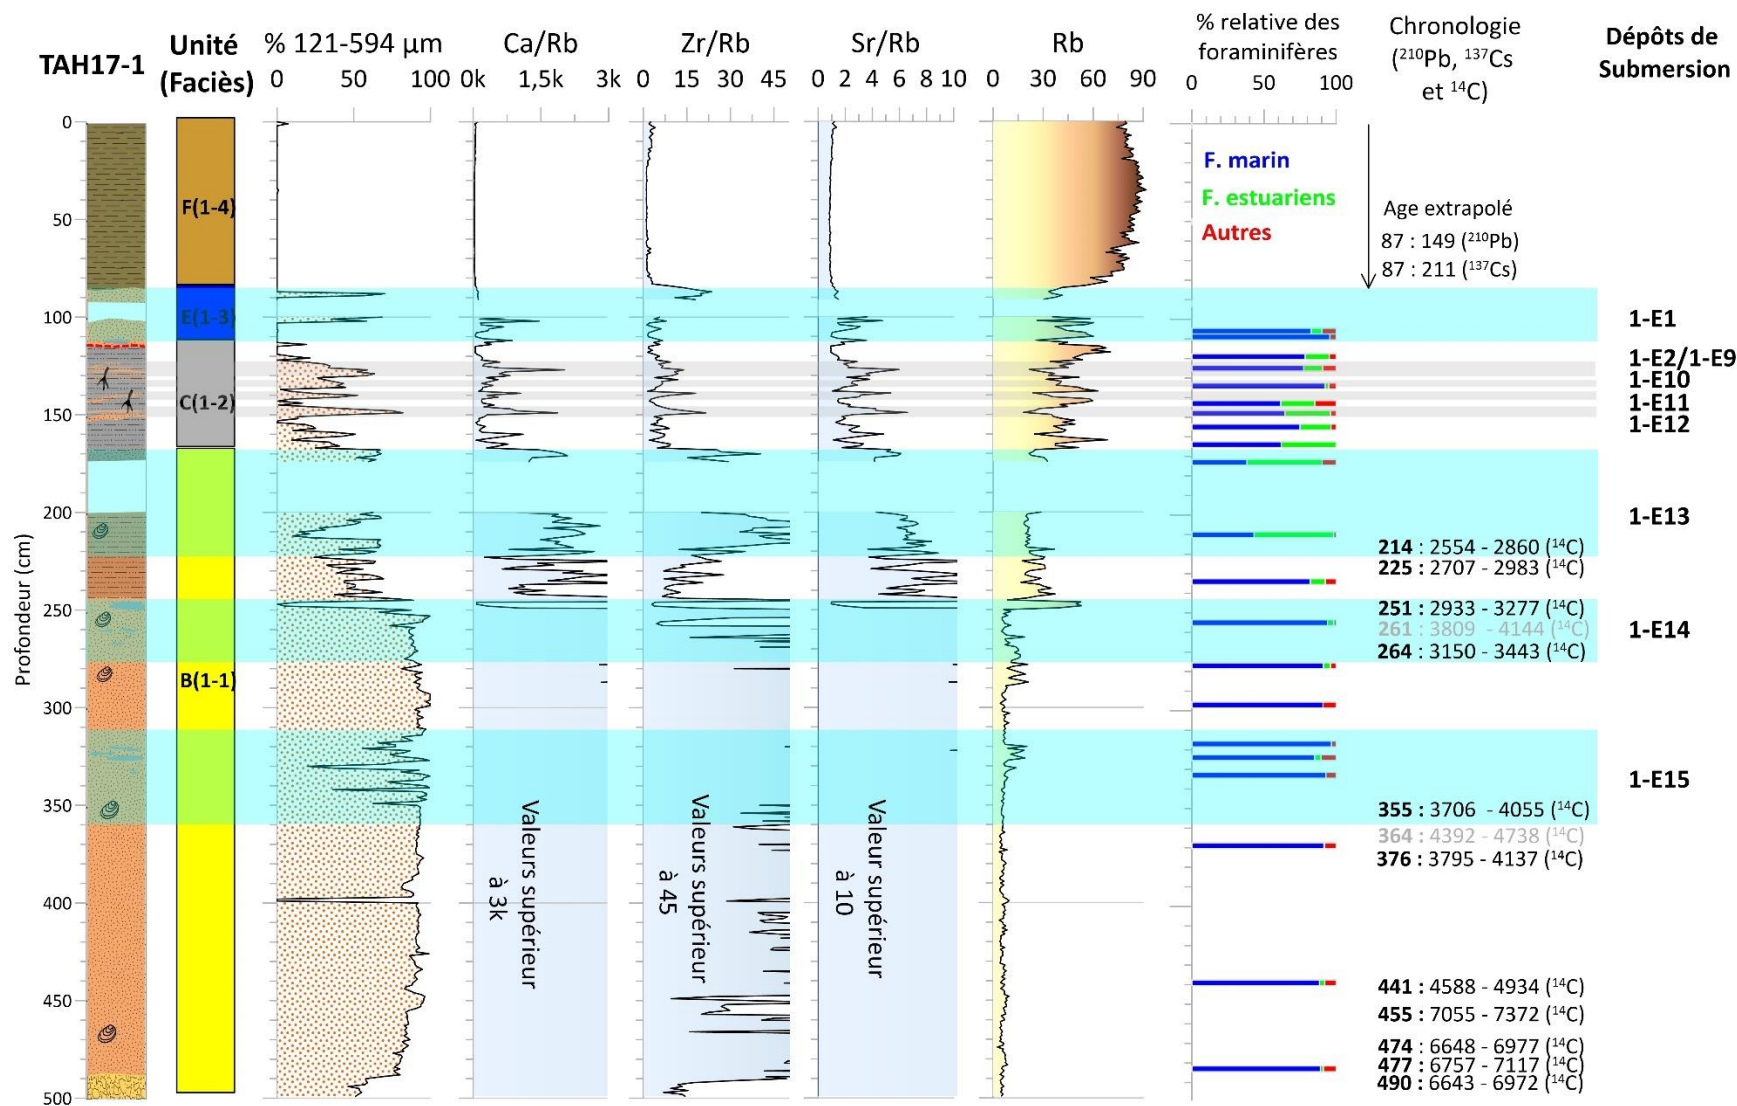 TAH17-1
Unité
(Faciès)
% 121-594 µm
0 50 100
Ca/Rb
0k 1,5k 3k
Zr/Rb
0 15 30 45
Sr/Rb
0 2 4 6 8 10
Rb
0 30 60 90
% relative des
foraminifères
0 50 100
Chronologie
(²¹⁰Pb, ¹³⁷Cs
et ¹⁴C)
Dépôts de
Submersion
Profondeur (cm)
0
50
100
150
200
250
300
350
400
450
500
F(1-4)
E(1-3)
C(1-2)
B(1-1)
Valeurs supérieur
à 3k
Valeurs supérieur
à 45
Valeur supérieur
à 10
F. marin
F. estuariens
Autres
Age extrapolé
87 : 149 (²¹⁰Pb)
87 : 211 (¹³⁷Cs)
214 : 2554 - 2860 (¹⁴C)
225 : 2707 - 2983 (¹⁴C)
251 : 2933 - 3277 (¹⁴C)
261 : 3809 - 4144 (¹⁴C)
264 : 3150 - 3443 (¹⁴C)
355 : 3706 - 4055 (¹⁴C)
364 : 4392 - 4738 (¹⁴C)
376 : 3795 - 4137 (¹⁴C)
441 : 4588 - 4934 (¹⁴C)
455 : 7055 - 7372 (¹⁴C)
474 : 6648 - 6977 (¹⁴C)
477 : 6757 - 7117 (¹⁴C)
490 : 6643 - 6972 (¹⁴C)
1-E1
1-E2/1-E9
1-E10
1-E11
1-E12
1-E13
1-E14
1-E15